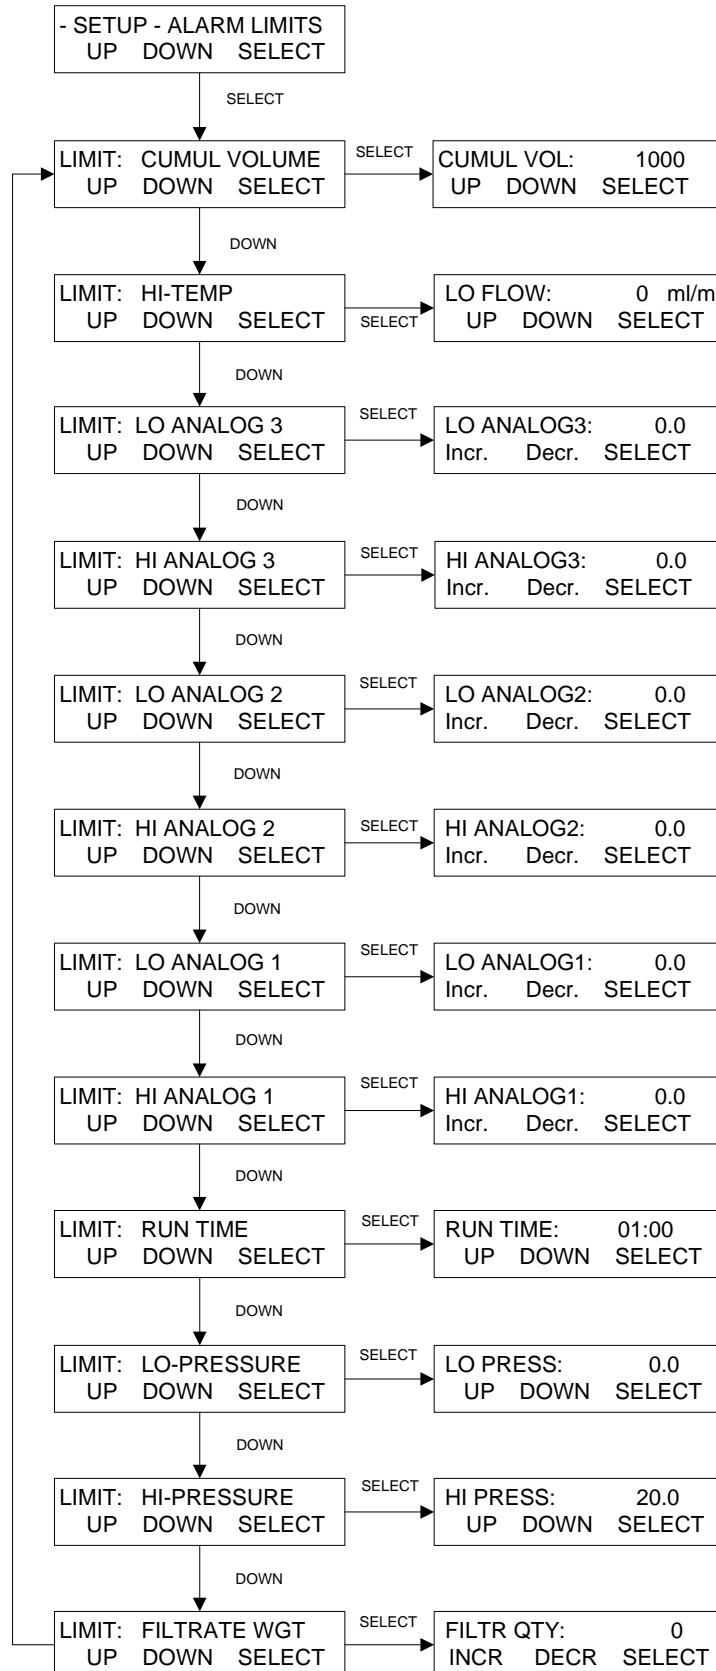 - SETUP - ALARM LIMITS
UP DOWN SELECT
SELECT
LIMIT: CUMUL VOLUME
UP DOWN SELECT
SELECT
CUMUL VOL: 1000
UP DOWN SELECT
DOWN
LIMIT: HI-TEMP
UP DOWN SELECT
SELECT
LO FLOW: 0 ml/m
UP DOWN SELECT
DOWN
LIMIT: LO ANALOG 3
UP DOWN SELECT
SELECT
LO ANALOG3: 0.0
Incr. Decr. SELECT
DOWN
LIMIT: HI ANALOG 3
UP DOWN SELECT
SELECT
HI ANALOG3: 0.0
Incr. Decr. SELECT
DOWN
LIMIT: LO ANALOG 2
UP DOWN SELECT
SELECT
LO ANALOG2: 0.0
Incr. Decr. SELECT
DOWN
LIMIT: HI ANALOG 2
UP DOWN SELECT
SELECT
HI ANALOG2: 0.0
Incr. Decr. SELECT
DOWN
LIMIT: LO ANALOG 1
UP DOWN SELECT
SELECT
LO ANALOG1: 0.0
Incr. Decr. SELECT
DOWN
LIMIT: HI ANALOG 1
UP DOWN SELECT
SELECT
HI ANALOG1: 0.0
Incr. Decr. SELECT
DOWN
LIMIT: RUN TIME
UP DOWN SELECT
SELECT
RUN TIME: 01:00
UP DOWN SELECT
DOWN
LIMIT: LO-PRESSURE
UP DOWN SELECT
SELECT
LO PRESS: 0.0
UP DOWN SELECT
DOWN
LIMIT: HI-PRESSURE
UP DOWN SELECT
SELECT
HI PRESS: 20.0
UP DOWN SELECT
DOWN
LIMIT: FILTRATE WGT
UP DOWN SELECT
SELECT
FILTR QTY: 0
INCR DECR SELECT